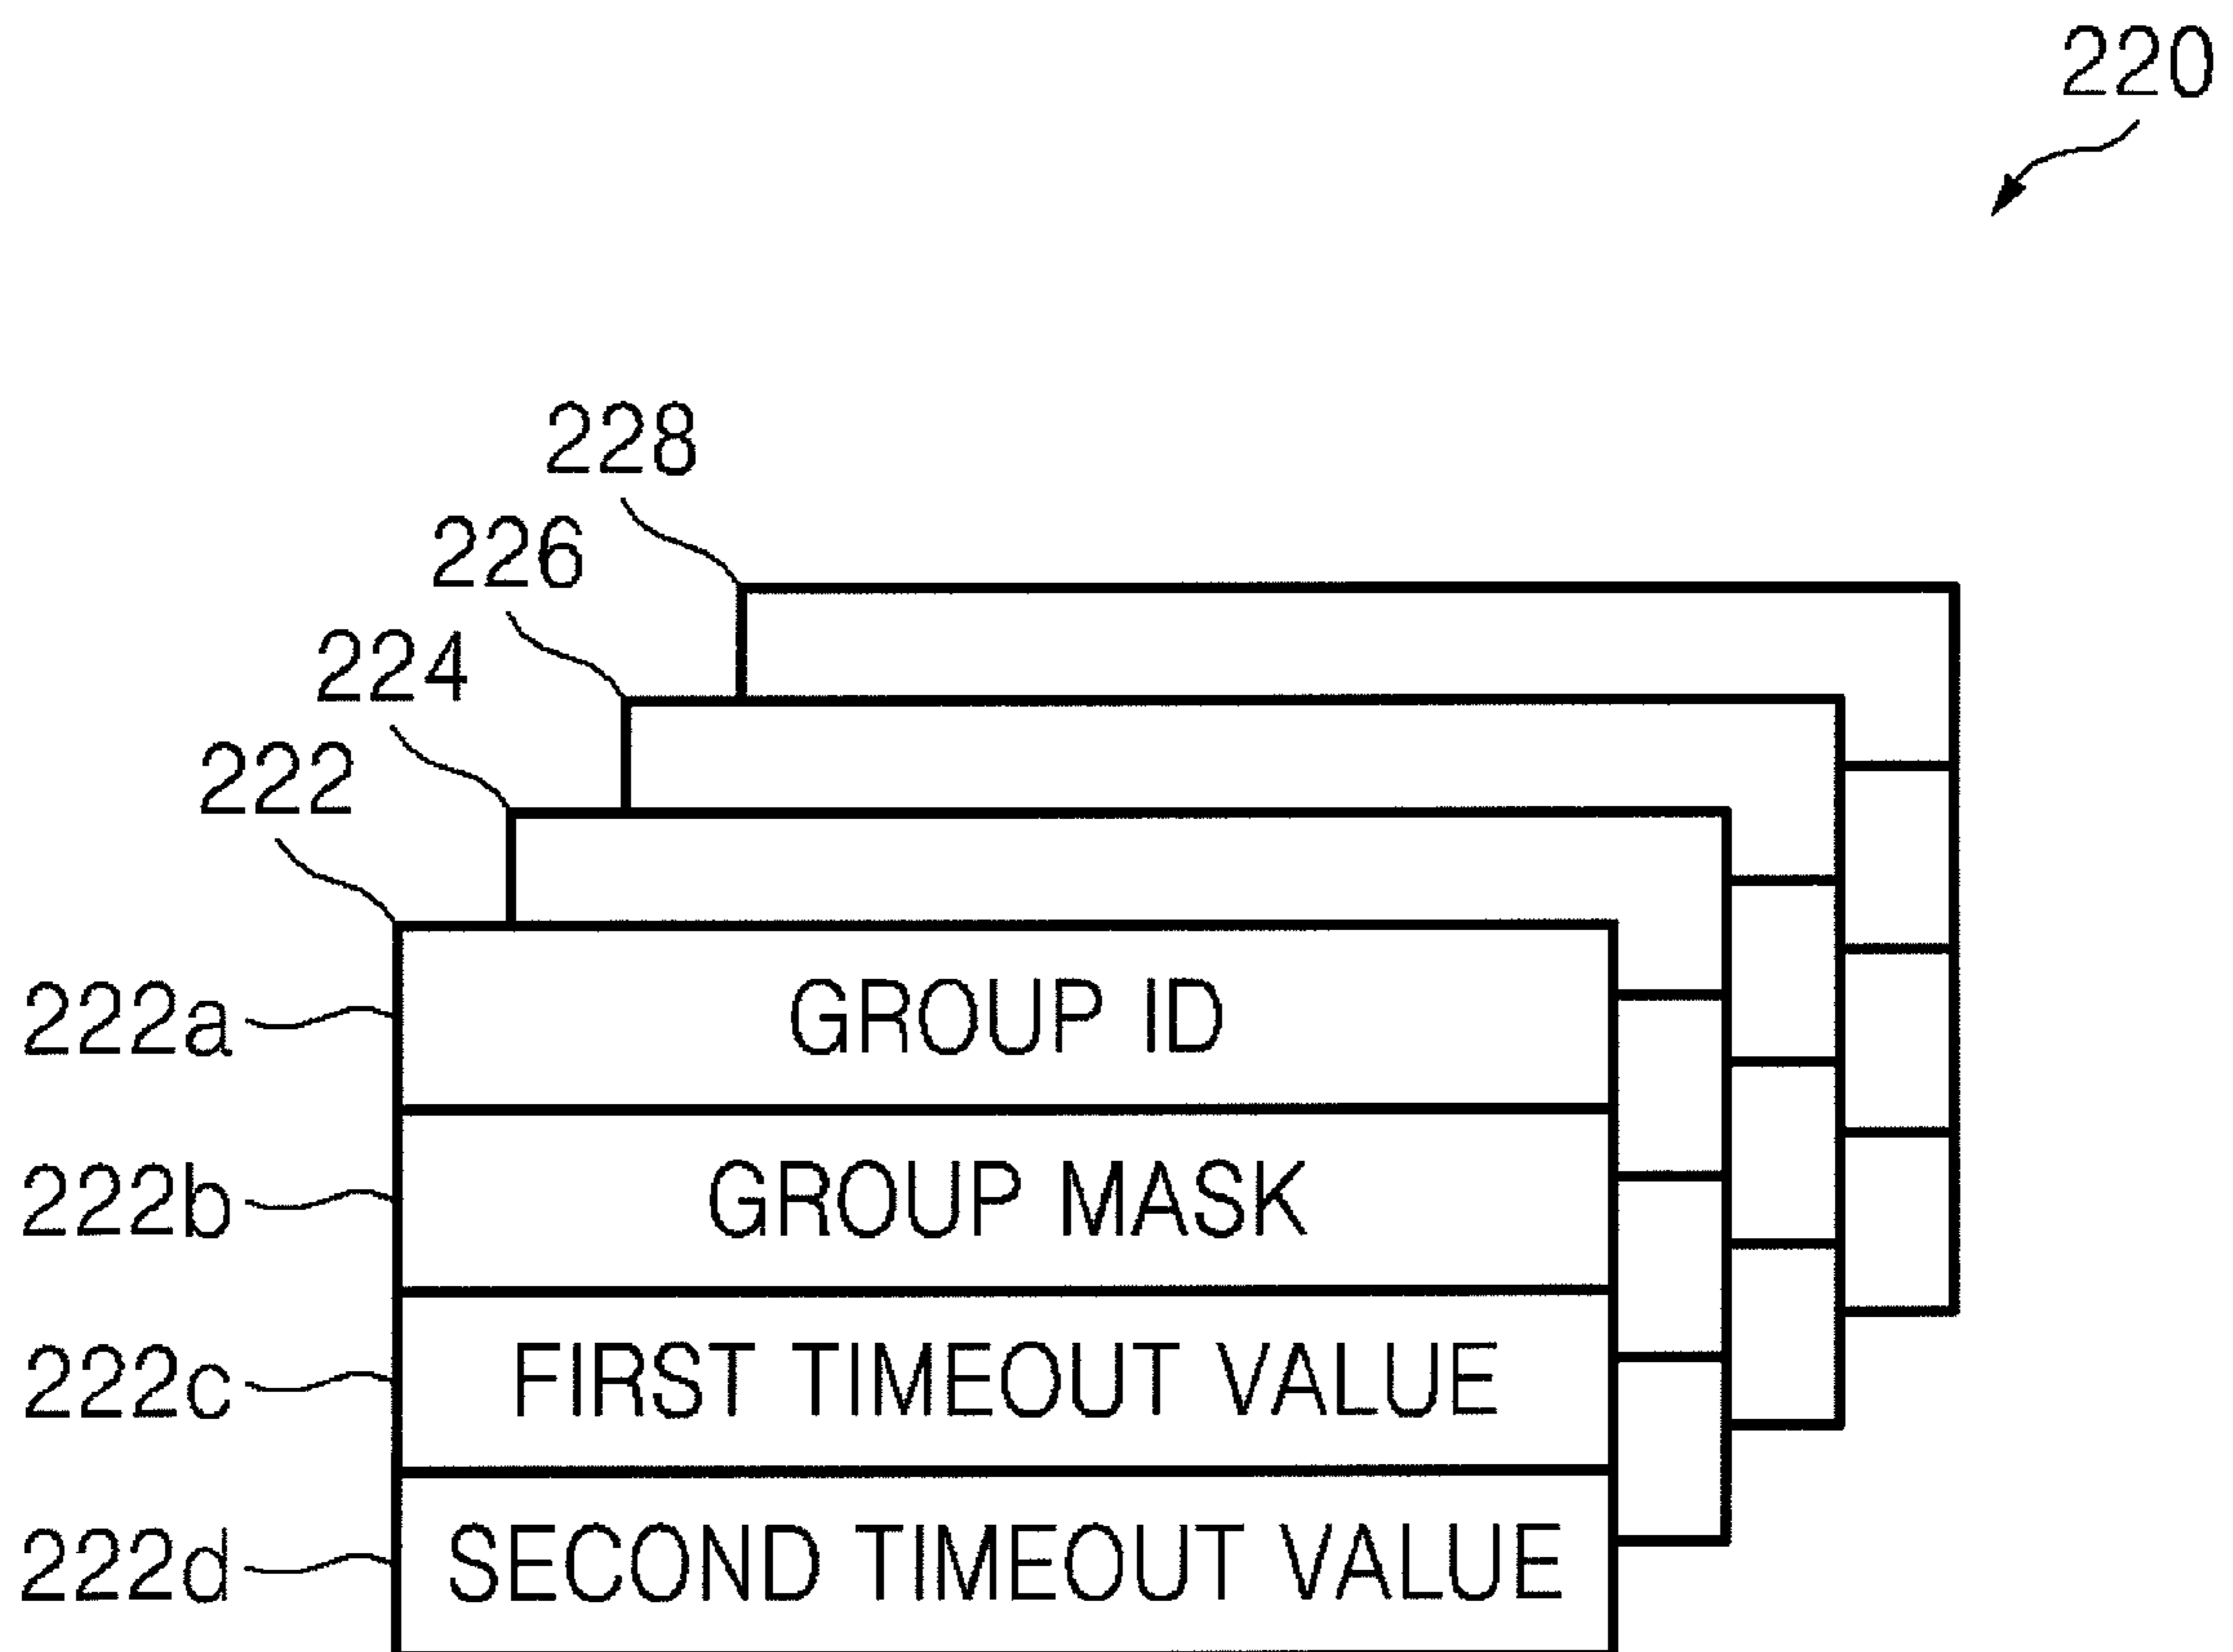 220
228
226
224
222
222a GROUP ID
222b GROUP MASK
222c FIRST TIMEOUT VALUE
222d SECOND TIMEOUT VALUE